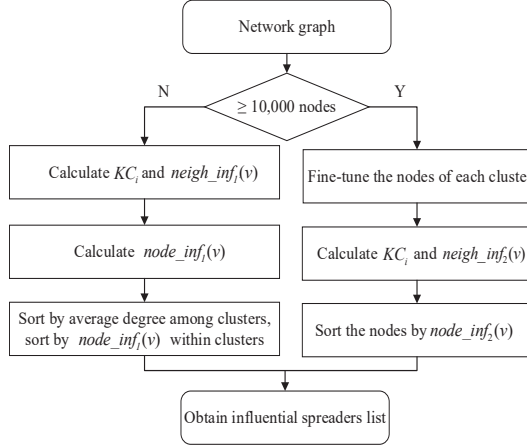 Network graph
N
≥ 10,000 nodes
Y
Calculate KC_i and neigh_inf_1(v)
Fine-tune the nodes of each cluster
Calculate node_inf_1(v)
Calculate KC_i and neigh_inf_2(v)
Sort by average degree among clusters,
sort by node_inf_1(v) within clusters
Sort the nodes by node_inf_2(v)
Obtain influential spreaders list